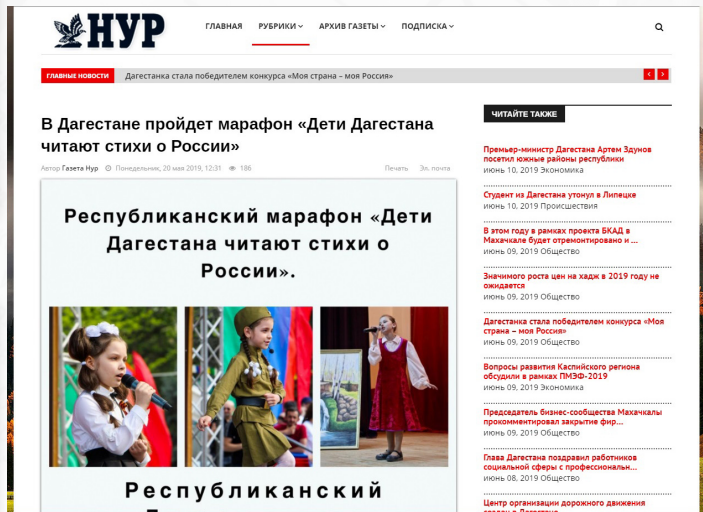 НУР
ГЛАВНАЯ РУБРИКИ АРХИВ ГАЗЕТЫ ПОДПИСКА
ГЛАВНЫЕ НОВОСТИ Дагестанка стала победителем конкурса «Моя страна – моя Россия»
В Дагестане пройдет марафон «Дети Дагестана
читают стихи о России»
Автор Газета Нур Понедельник, 20 мая 2019, 12:31 186 Печать Эл. почта
Республиканский марафон «Дети
Дагестана читают стихи о
России».
Республиканский
ЧИТАЙТЕ ТАКЖЕ
Премьер-министр Дагестана Артем Здунов
посетил южные районы республики
июнь 10, 2019 Экономика
Студент из Дагестана утонул в Липецке
июнь 10, 2019 Происшествия
В этом году в рамках проекта БКАД в
Махачкале будет отремонтировано и ...
июнь 09, 2019 Общество
Значимого роста цен на хадж в 2019 году не
ожидается
июнь 09, 2019 Общество
Дагестанка стала победителем конкурса «Моя
страна – моя Россия»
июнь 09, 2019 Общество
Вопросы развития Каспийского региона
обсудили в рамках ПМЭФ-2019
июнь 09, 2019 Экономика
Председатель бизнес-сообщества Махачкалы
прокомментировал закрытие фир...
июнь 09, 2019 Общество
Глава Дагестана поздравил работников
социальной сферы с профессиональн...
июнь 08, 2019 Общество
Центр организации дорожного движения